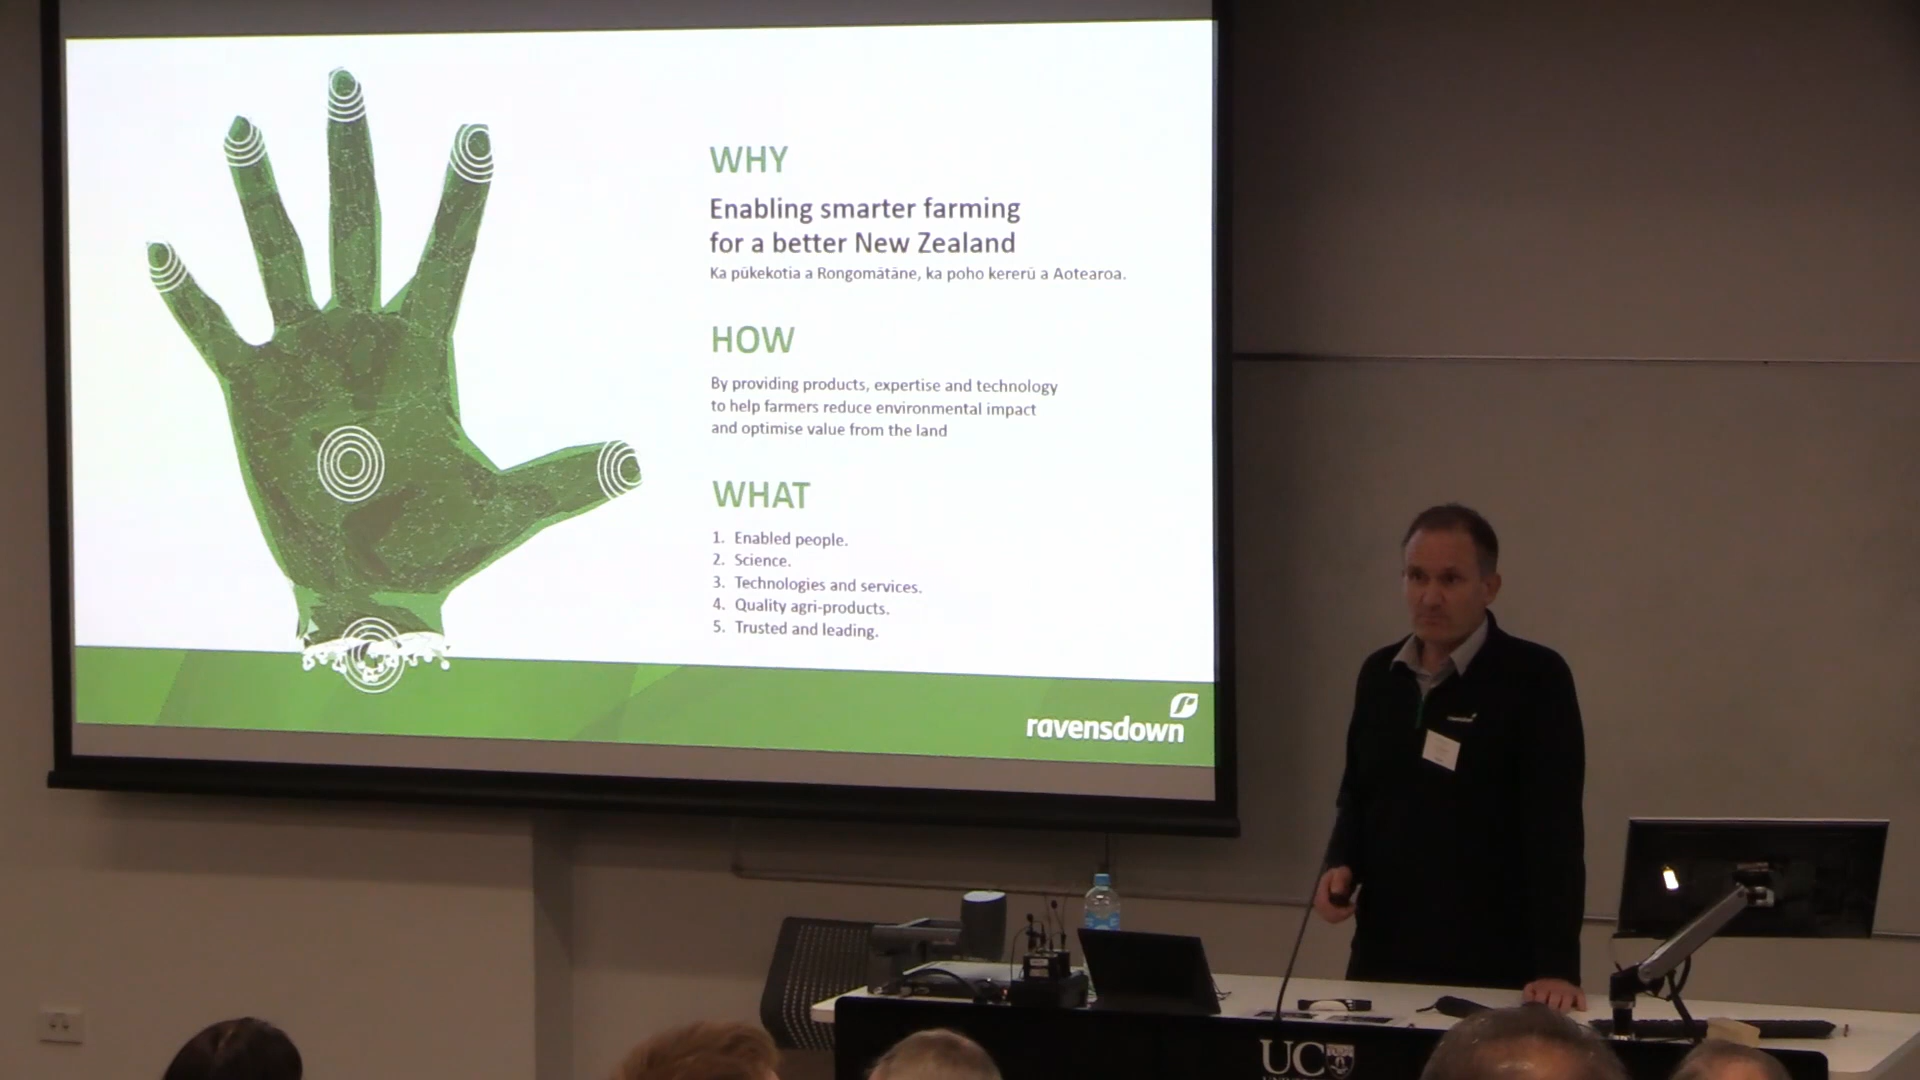 WHY
Enabling smarter farming
for a better New Zealand
Ka pūkekotia a Rongomātāne, ka poho kererū a Aotearoa.
HOW
By providing products, expertise and technology
to help farmers reduce environmental impact
and optimise value from the land
WHAT
1. Enabled people.
2. Science.
3. Technologies and services.
4. Quality agri-products.
5. Trusted and leading.
ravensdown
UC